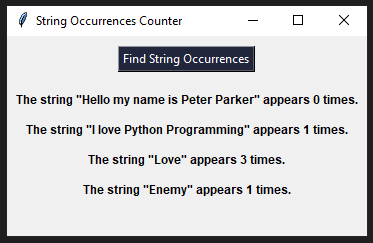 String Occurrences Counter
Find String Occurrences
The string "Hello my name is Peter Parker" appears 0 times.
The string "I love Python Programming" appears 1 times.
The string "Love" appears 3 times.
The string "Enemy" appears 1 times.